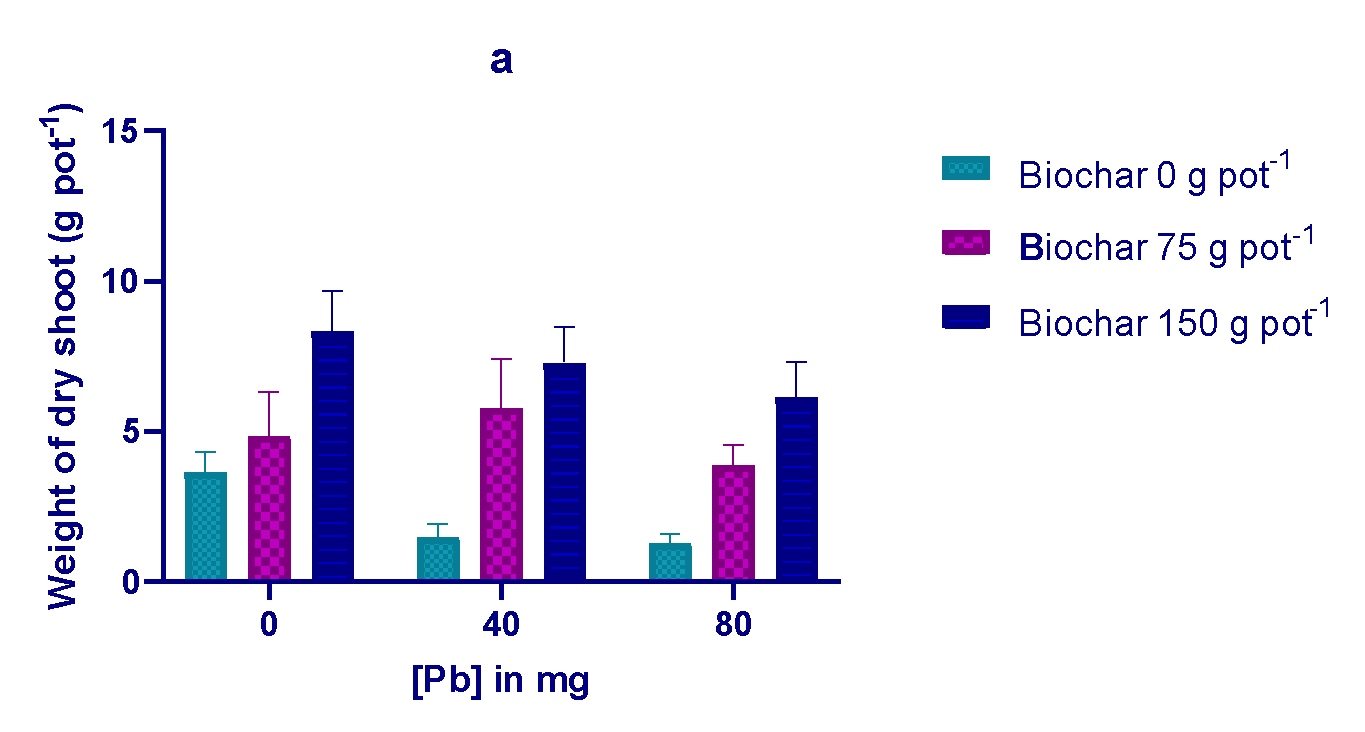 a
Weight of dry shoot (g pot⁻¹)
15
10
5
0
0 40 80
[Pb] in mg
Biochar 0 g pot⁻¹
Biochar 75 g pot⁻¹
Biochar 150 g pot⁻¹